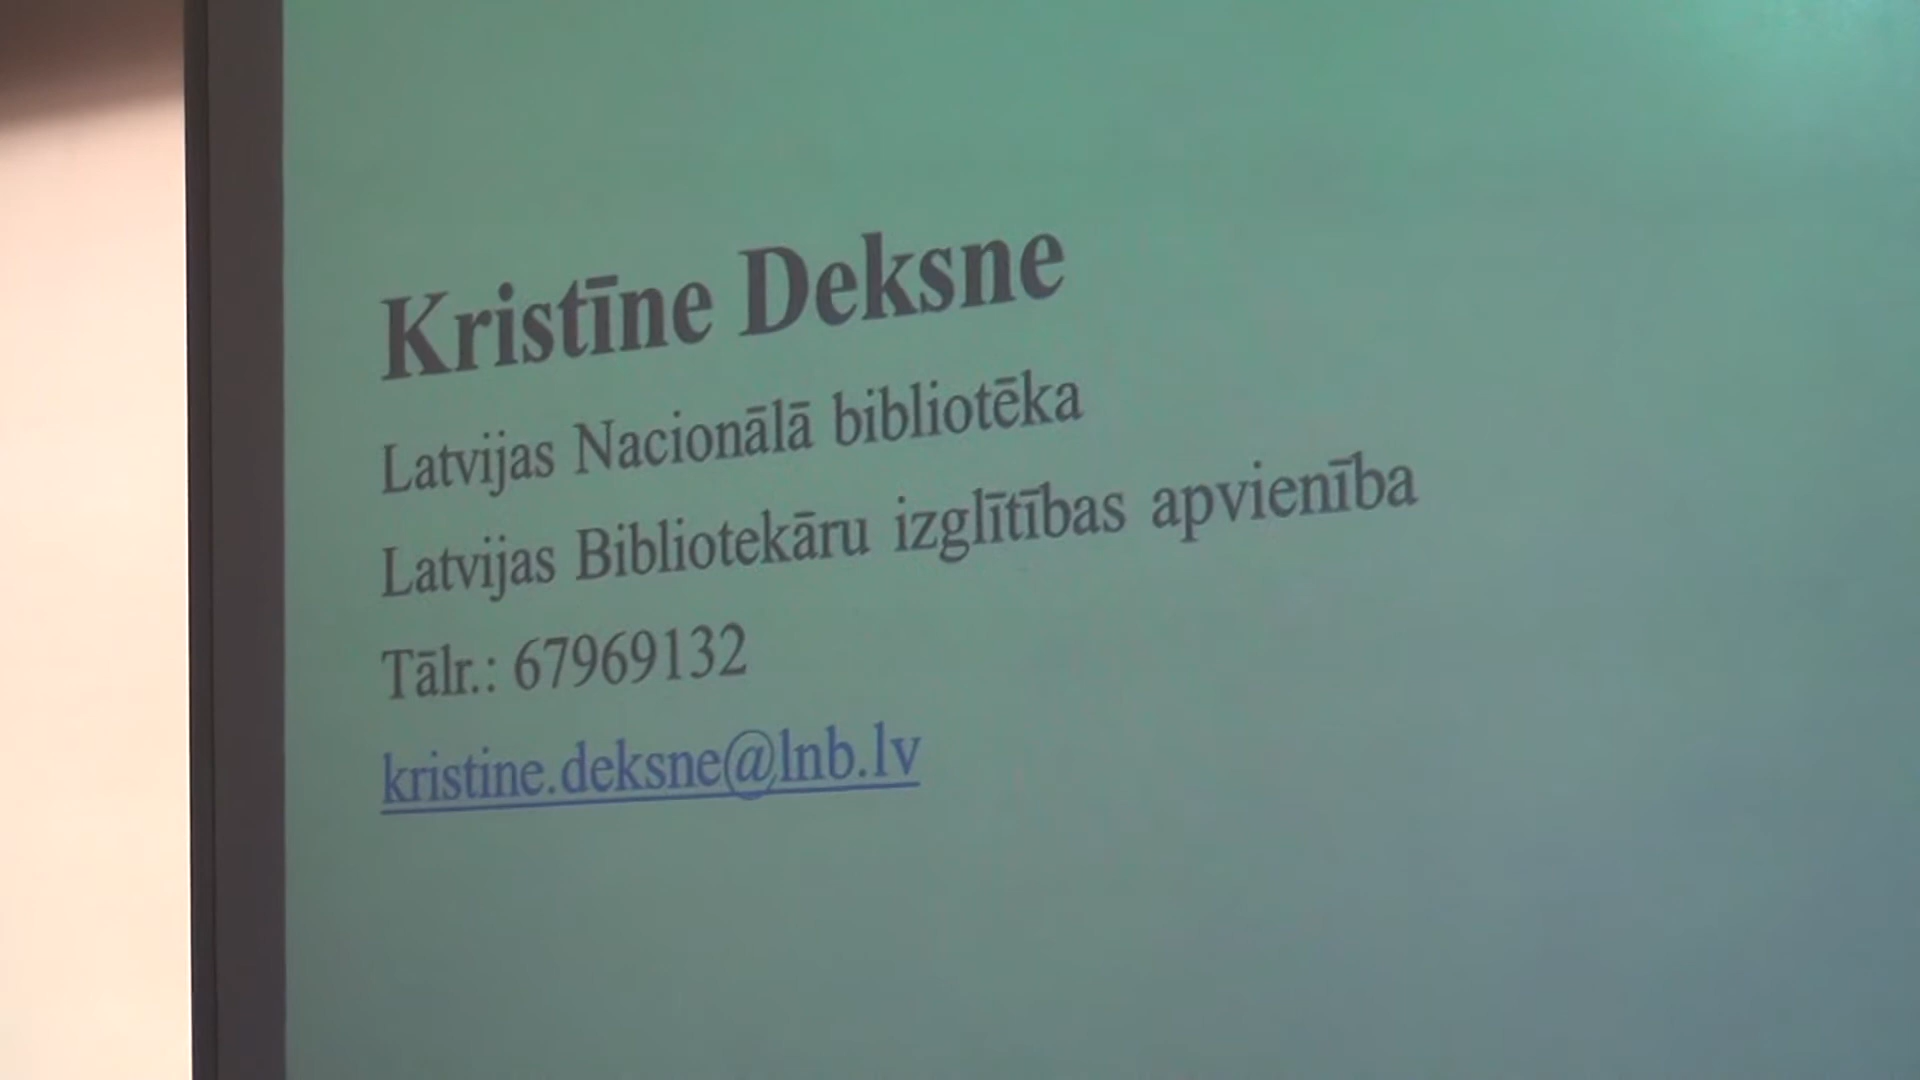 Kristīne Deksne
Latvijas Nacionālā bibliotēka
Latvijas Bibliotekāru izglītības apvienība
Tālr.: 67969132
kristine.deksne@lnb.lv